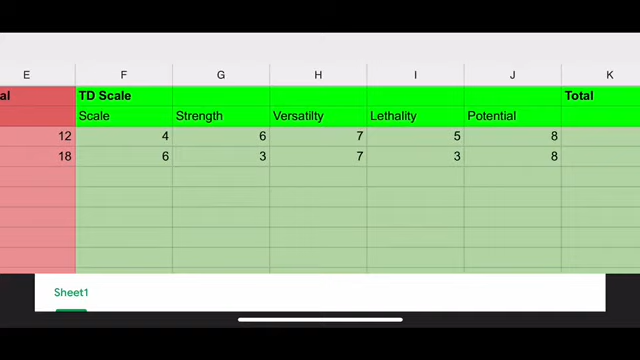 E F G H I J K
al TD Scale Total
Scale Strength Versatilty Lethality Potential
12 4 6 7 5 8
18 6 3 7 3 8
Sheet1